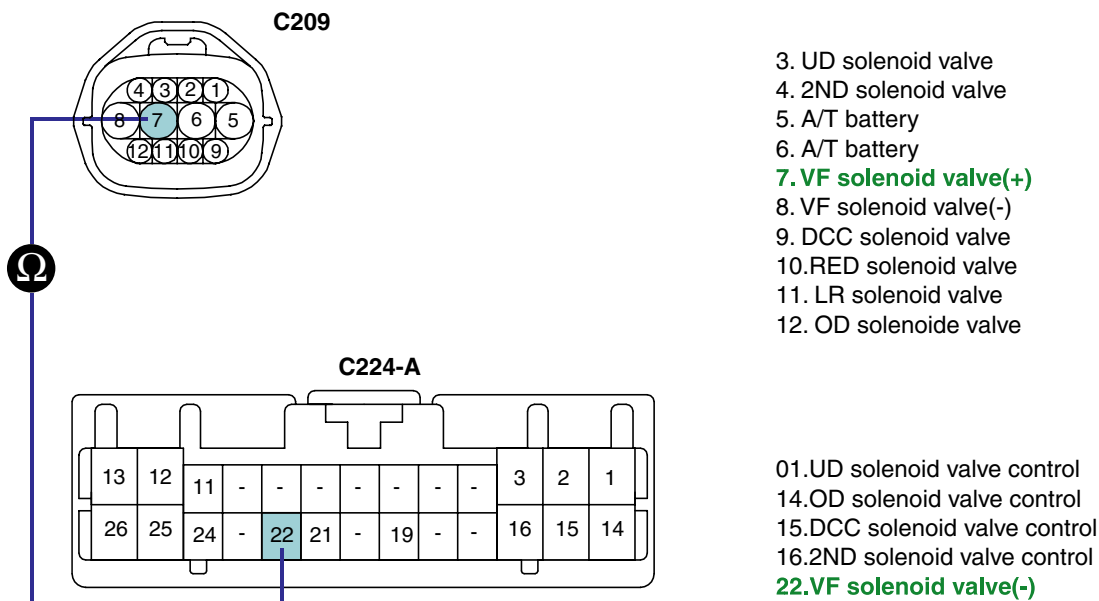 C209
4 3 2 1
8 7 6 5
12 11 10 9
3. UD solenoid valve
4. 2ND solenoid valve
5. A/T battery
6. A/T battery
7. VF solenoid valve(+)
8. VF solenoid valve(-)
9. DCC solenoid valve
10.RED solenoid valve
11. LR solenoid valve
12. OD solenoide valve
Ω
C224-A
13 12 11 - - - - - - - 3 2 1
26 25 24 - 22 21 - 19 - - 16 15 14
01.UD solenoid valve control
14.OD solenoid valve control
15.DCC solenoid valve control
16.2ND solenoid valve control
22.VF solenoid valve(-)